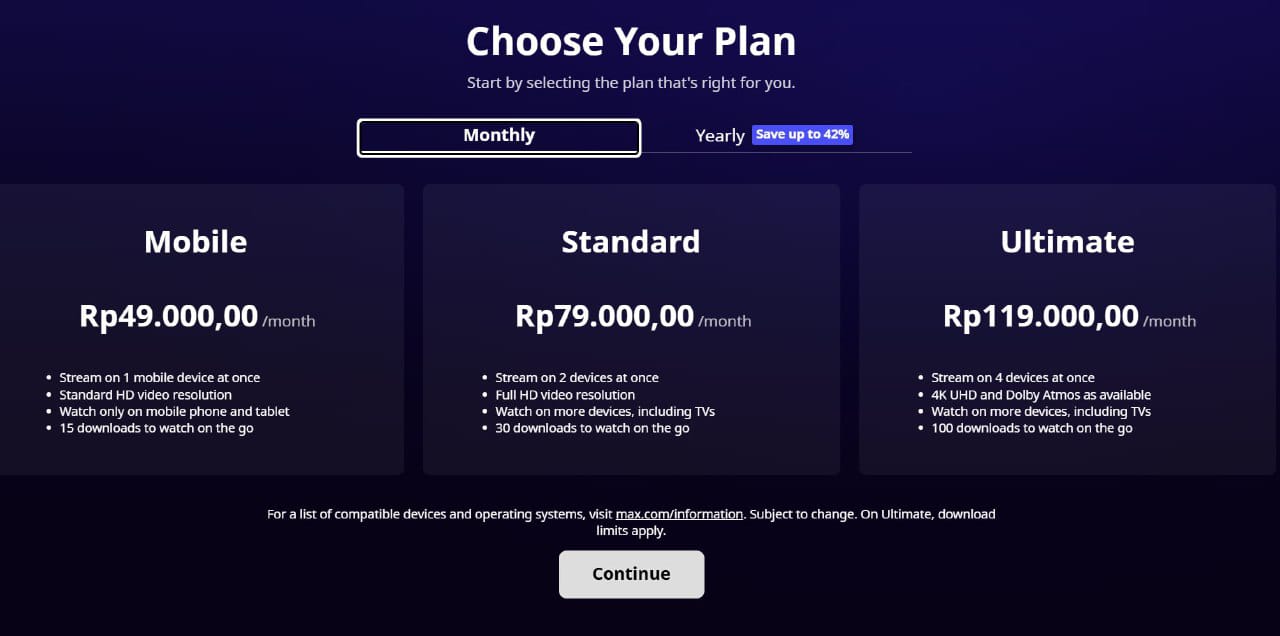 Choose Your Plan
Start by selecting the plan that's right for you.
Monthly
Yearly Save up to 42%
Mobile
Rp49.000,00 /month
• Stream on 1 mobile device at once
• Standard HD video resolution
• Watch only on mobile phone and tablet
• 15 downloads to watch on the go
Standard
Rp79.000,00 /month
• Stream on 2 devices at once
• Full HD video resolution
• Watch on more devices, including TVs
• 30 downloads to watch on the go
Ultimate
Rp119.000,00 /month
• Stream on 4 devices at once
• 4K UHD and Dolby Atmos as available
• Watch on more devices, including TVs
• 100 downloads to watch on the go
For a list of compatible devices and operating systems, visit max.com/information. Subject to change. On Ultimate, download
limits apply.
Continue